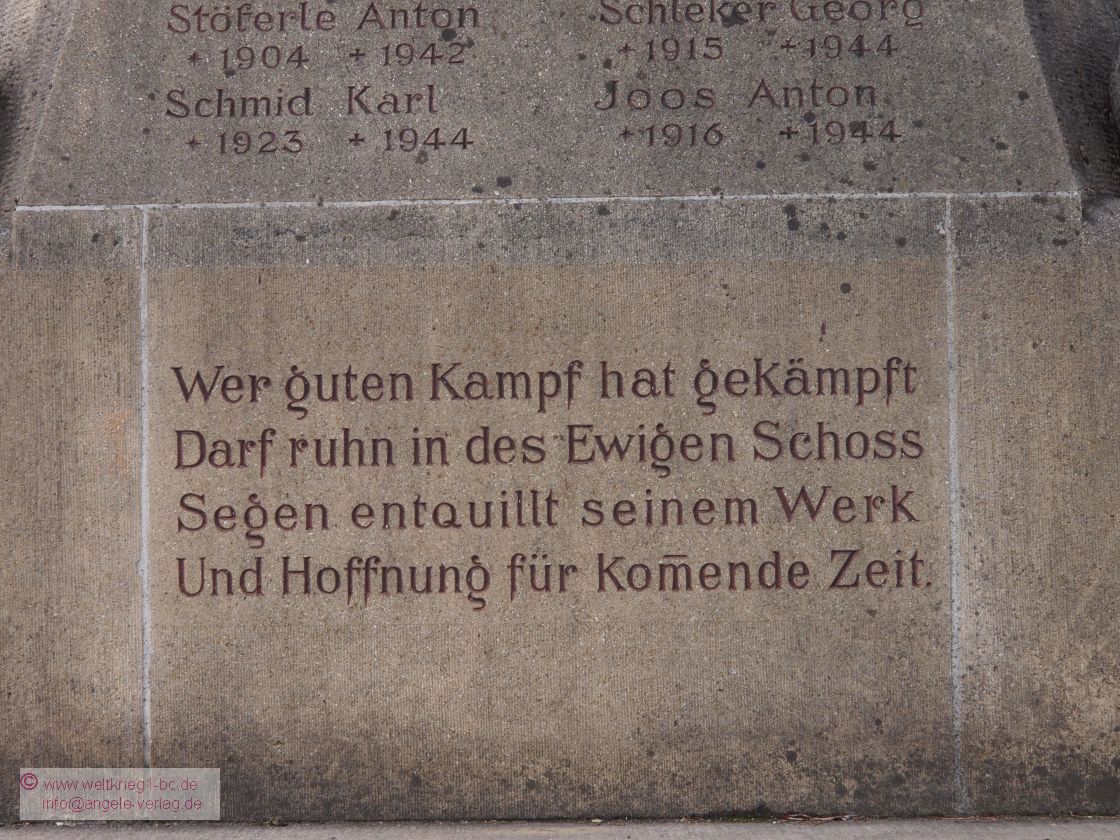 Stöferle Anton Schleker Georg
+ 1904 + 1942 + 1915 + 1944
Schmid Karl Joos Anton
+ 1923 + 1944 + 1916 + 1944
Wer guten Kampf hat gekämpft
Darf ruhn in des Ewigen Schoss
Segen entquillt seinem Werk
Und Hoffnung für kom̅ende Zeit.
© www.weltkrieg1-bc.de
info@angele-verlag.de